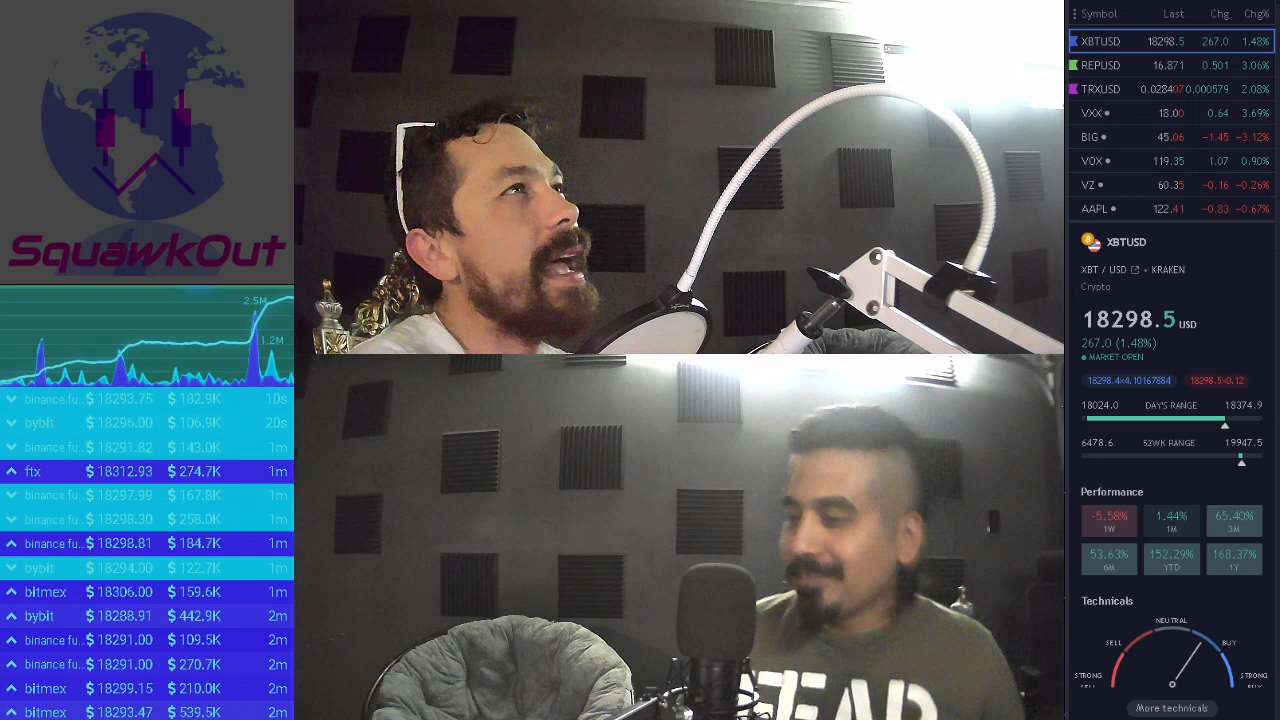 SquawkOut
2.5M
1.2M
binance fu... $ 18293.75 $ 182.9K 10s
bybit $ 18296.00 $ 106.9K 20s
binance fu... $ 18291.82 $ 143.0K 1m
ftx $ 18312.93 $ 274.7K 1m
binance fu... $ 18297.99 $ 167.8K 1m
binance fu... $ 18298.30 $ 258.0K 1m
binance fu... $ 18298.81 $ 184.7K 1m
bybit $ 18294.00 $ 122.7K 1m
bitmex $ 18306.00 $ 159.6K 1m
bybit $ 18288.91 $ 442.9K 2m
binance fu... $ 18291.00 $ 109.5K 2m
binance fu... $ 18291.00 $ 270.7K 2m
bitmex $ 18299.15 $ 210.0K 2m
bitmex $ 18293.47 $ 539.5K 2m
FEAR
Symbol Last Chg Chg%
XBTUSD 18298.5 267.0 1.48%
REPUSD 16.871 0.501 3.06%
TRXUSD 0.028407 0.000579 2.08%
VXX 18.00 0.64 3.69%
BIG 45.06 -1.45 -3.12%
VOX 119.35 1.07 0.90%
VZ 60.35 -0.16 -0.26%
AAPL 122.41 -0.83 -0.67%
XBTUSD
XBT / USD • KRAKEN
Crypto
18298.5 USD
267.0 (1.48%)
MARKET OPEN
18298.4×4.10167884 18298.5×0.12
18024.0 DAY'S RANGE 18374.9
6478.6 52WK RANGE 19947.5
Performance
-5.58% 1.44% 65.40%
1W 1M 3M
53.63% 152.29% 168.37%
6M YTD 1Y
Technicals
NEUTRAL
SELL BUY
STRONG STRONG
More technicals